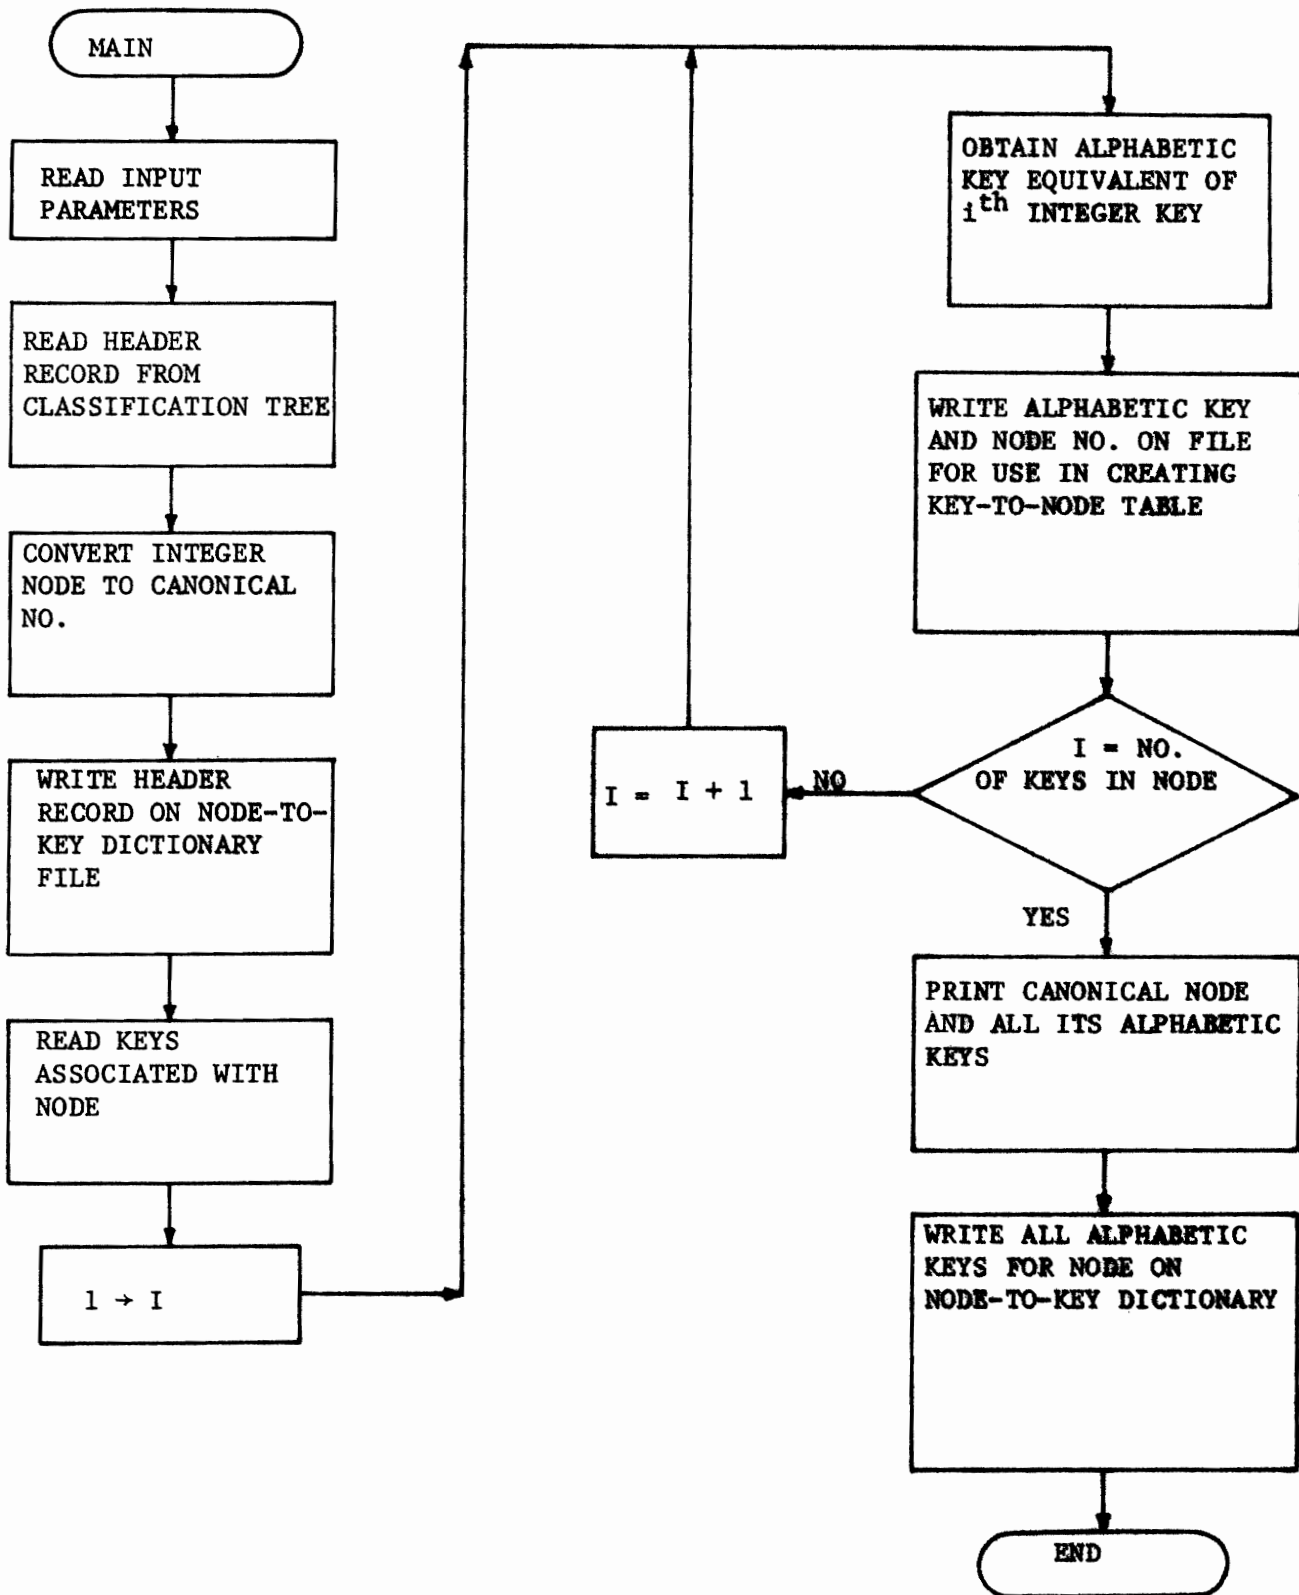 MAIN
READ INPUT
PARAMETERS
READ HEADER
RECORD FROM
CLASSIFICATION TREE
CONVERT INTEGER
NODE TO CANONICAL
NO.
WRITE HEADER
RECORD ON NODE-TO-
KEY DICTIONARY
FILE
READ KEYS
ASSOCIATED WITH
NODE
1 → I
OBTAIN ALPHABETIC
KEY EQUIVALENT OF
ith INTEGER KEY
WRITE ALPHABETIC KEY
AND NODE NO. ON FILE
FOR USE IN CREATING
KEY-TO-NODE TABLE
I = NO.
OF KEYS IN NODE
NO
I = I + 1
YES
PRINT CANONICAL NODE
AND ALL ITS ALPHABETIC
KEYS
WRITE ALL ALPHABETIC
KEYS FOR NODE ON
NODE-TO-KEY DICTIONARY
END